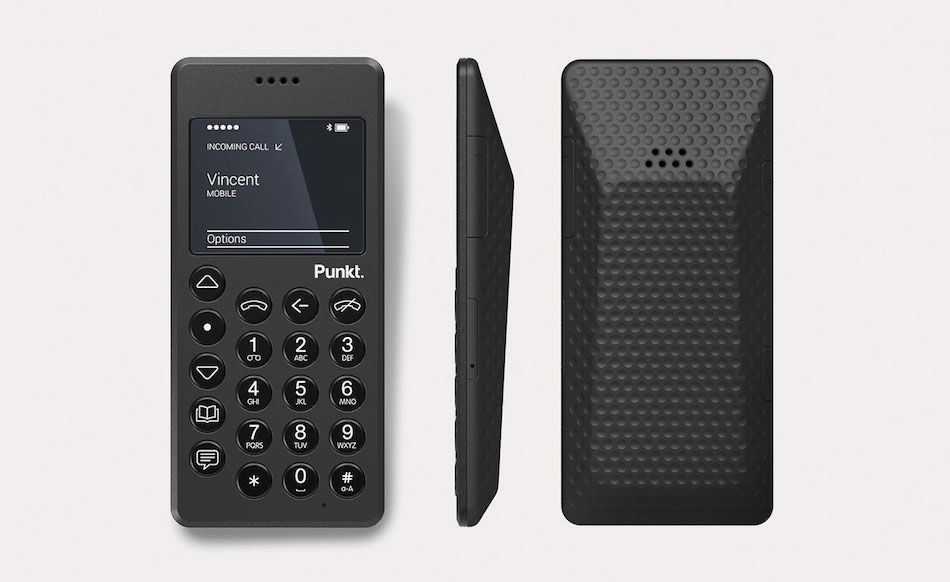 INCOMING CALL
Vincent
MOBILE
Options
Punkt.
1 2 3
ABC DEF
4 5 6
GHI JKL MNO
7 8 9
PQRS TUV WXYZ
* 0 #
a-A